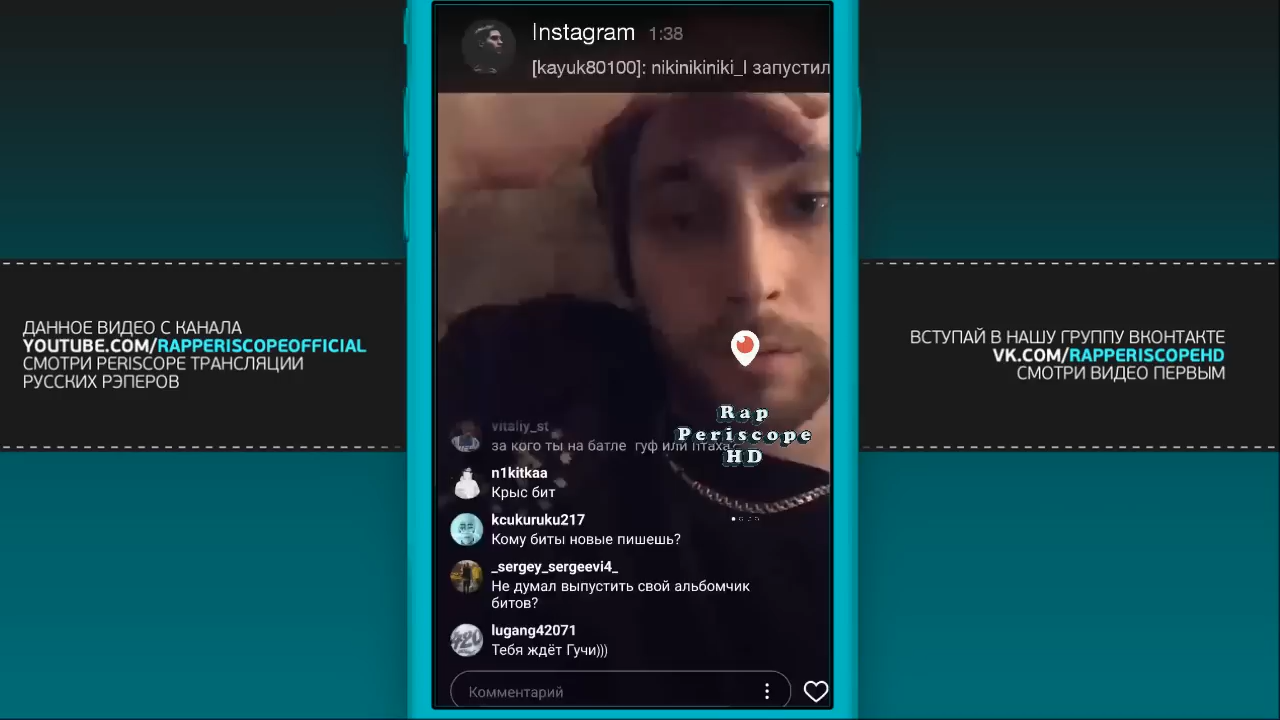 Instagram 1:38
[kayuk80100]: nikinikiniki_l запустил
ДАННОЕ ВИДЕО С КАНАЛА
YOUTUBE.COM/RAPPERISCOPEOFFICIAL
СМОТРИ PERISCOPE ТРАНСЛЯЦИИ
РУССКИХ РЭПЕРОВ
ВСТУПАЙ В НАШУ ГРУППУ ВКОНТАКТЕ
VK.COM/RAPPERISCOPEHD
СМОТРИ ВИДЕО ПЕРВЫМ
Rap
Periscope
HD
vitaliy_st
за кого ты на батле гуф или птаха
n1kitkaa
Крыс бит
kcukuruku217
Кому биты новые пишешь?
_sergey_sergeevi4_
Не думал выпустить свой альбомчик
битов?
lugang42071
Тебя ждёт Гучи)))
Комментарий